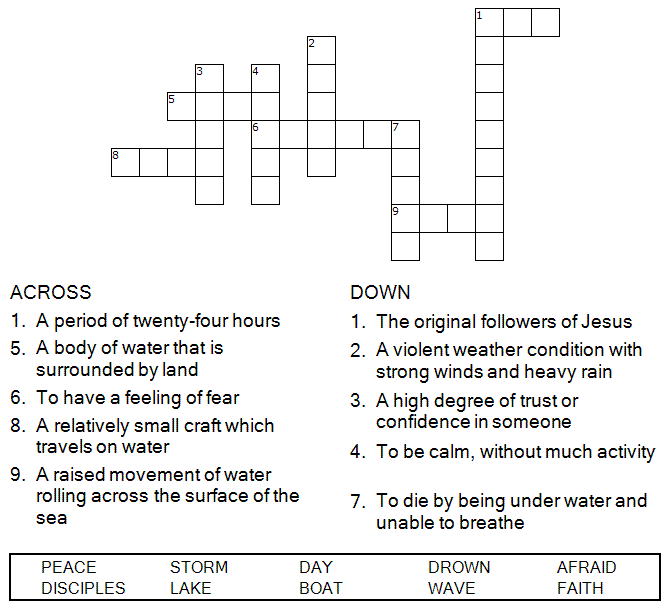 1
2
3
4
5
6
7
8
9
ACROSS
1. A period of twenty-four hours
5. A body of water that is
surrounded by land
6. To have a feeling of fear
8. A relatively small craft which
travels on water
9. A raised movement of water
rolling across the surface of the
sea
DOWN
1. The original followers of Jesus
2. A violent weather condition with
strong winds and heavy rain
3. A high degree of trust or
confidence in someone
4. To be calm, without much activity
7. To die by being under water and
unable to breathe
PEACE STORM DAY DROWN AFRAID
DISCIPLES LAKE BOAT WAVE FAITH